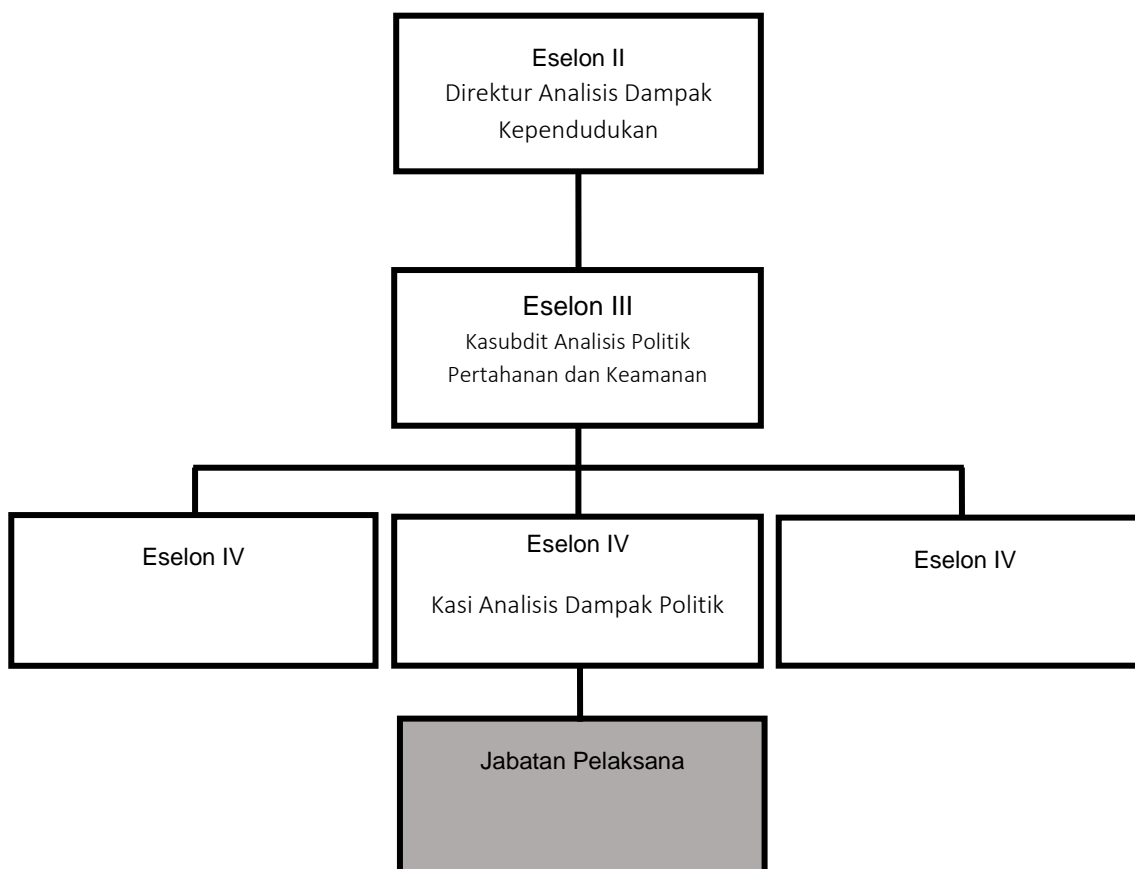 Eselon II
Direktur Analisis Dampak
Kependudukan
Eselon III
Kasubdit Analisis Politik
Pertahanan dan Keamanan
Eselon IV
Eselon IV
Kasi Analisis Dampak Politik
Eselon IV
Jabatan Pelaksana